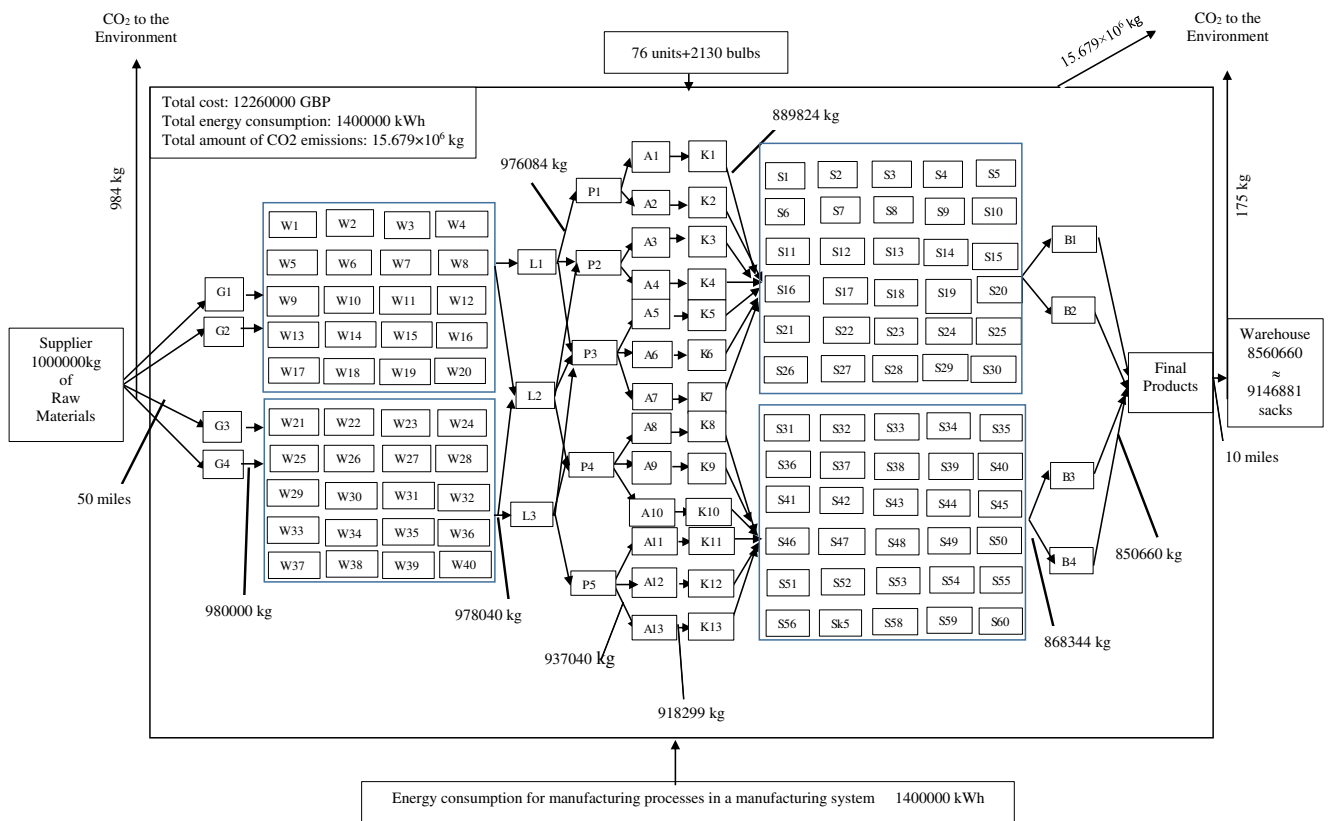 CO₂ to the
Environment
984 kg
76 units+2130 bulbs
15.679×10⁶ kg
CO₂ to the
Environment
175 kg
Total cost: 12260000 GBP
Total energy consumption: 1400000 kWh
Total amount of CO2 emissions: 15.679×10⁶ kg
889824 kg
976084 kg
Supplier
1000000kg
of
Raw
Materials
50 miles
G1
G2
G3
G4
980000 kg
W1 W2 W3 W4
W5 W6 W7 W8
W9 W10 W11 W12
W13 W14 W15 W16
W17 W18 W19 W20
W21 W22 W23 W24
W25 W26 W27 W28
W29 W30 W31 W32
W33 W34 W35 W36
W37 W38 W39 W40
978040 kg
L1
L2
L3
P1
P2
P3
P4
P5
937040 kg
A1 K1
A2 K2
A3 K3
A4 K4
A5 K5
A6 K6
A7 K7
A8 K8
A9 K9
A10 K10
A11 K11
A12 K12
A13 K13
918299 kg
S1 S2 S3 S4 S5
S6 S7 S8 S9 S10
S11 S12 S13 S14 S15
S16 S17 S18 S19 S20
S21 S22 S23 S24 S25
S26 S27 S28 S29 S30
S31 S32 S33 S34 S35
S36 S37 S38 S39 S40
S41 S42 S43 S44 S45
S46 S47 S48 S49 S50
S51 S52 S53 S54 S55
S56 Sk5 S58 S59 S60
868344 kg
B1
B2
B3
B4
850660 kg
Final
Products
Warehouse
8560660
≈
9146881
sacks
10 miles
Energy consumption for manufacturing processes in a manufacturing system 1400000 kWh